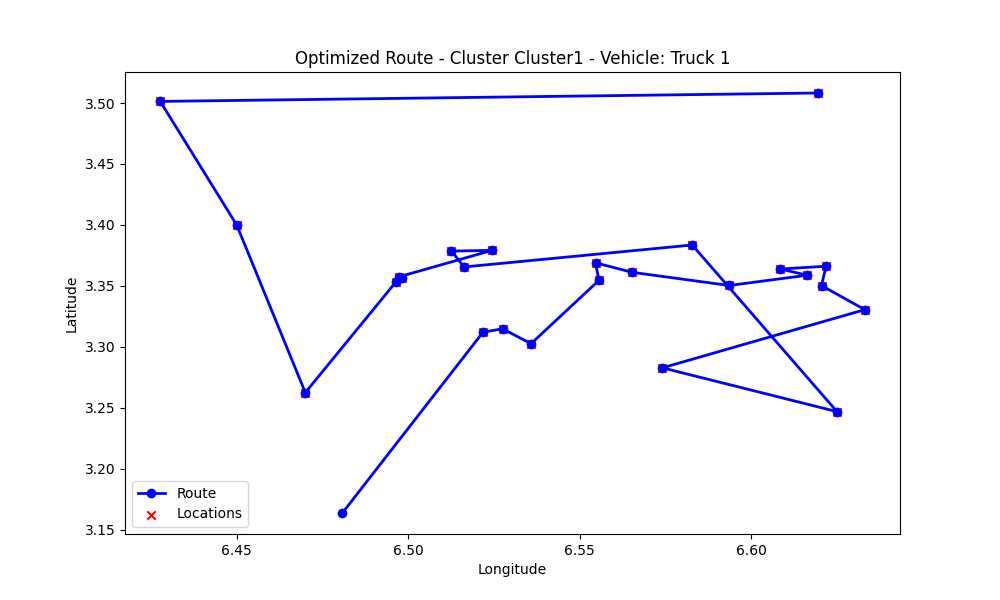 Optimized Route - Cluster Cluster1 - Vehicle: Truck 1
3.50
3.45
3.40
3.35
3.30
3.25
3.20
3.15
Latitude
Route
Locations
6.45 6.50 6.55 6.60
Longitude